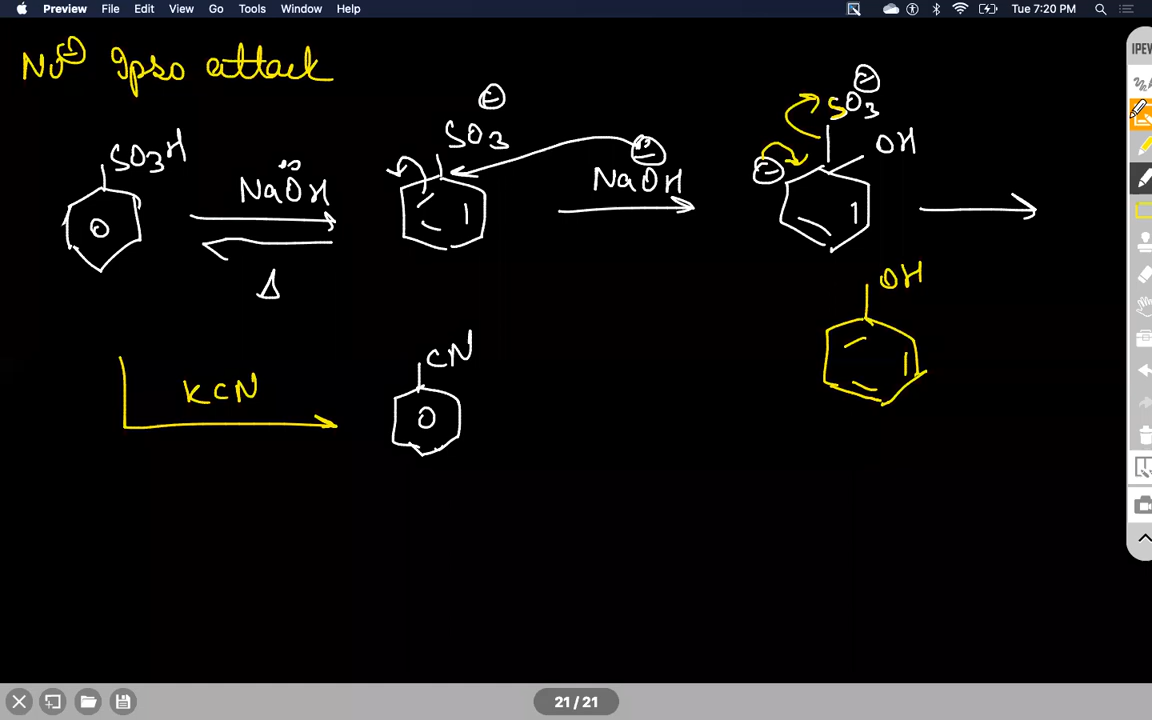 Preview File Edit View Go Tools Window Help Tue 7:20 PM
Nu⊖ Ipso attack
IPEV
SO3H
NaOH
Δ
⊖
SO3
NaOH
⊖
SO3
OH
⊖
OH
KCN
CN
21 / 21